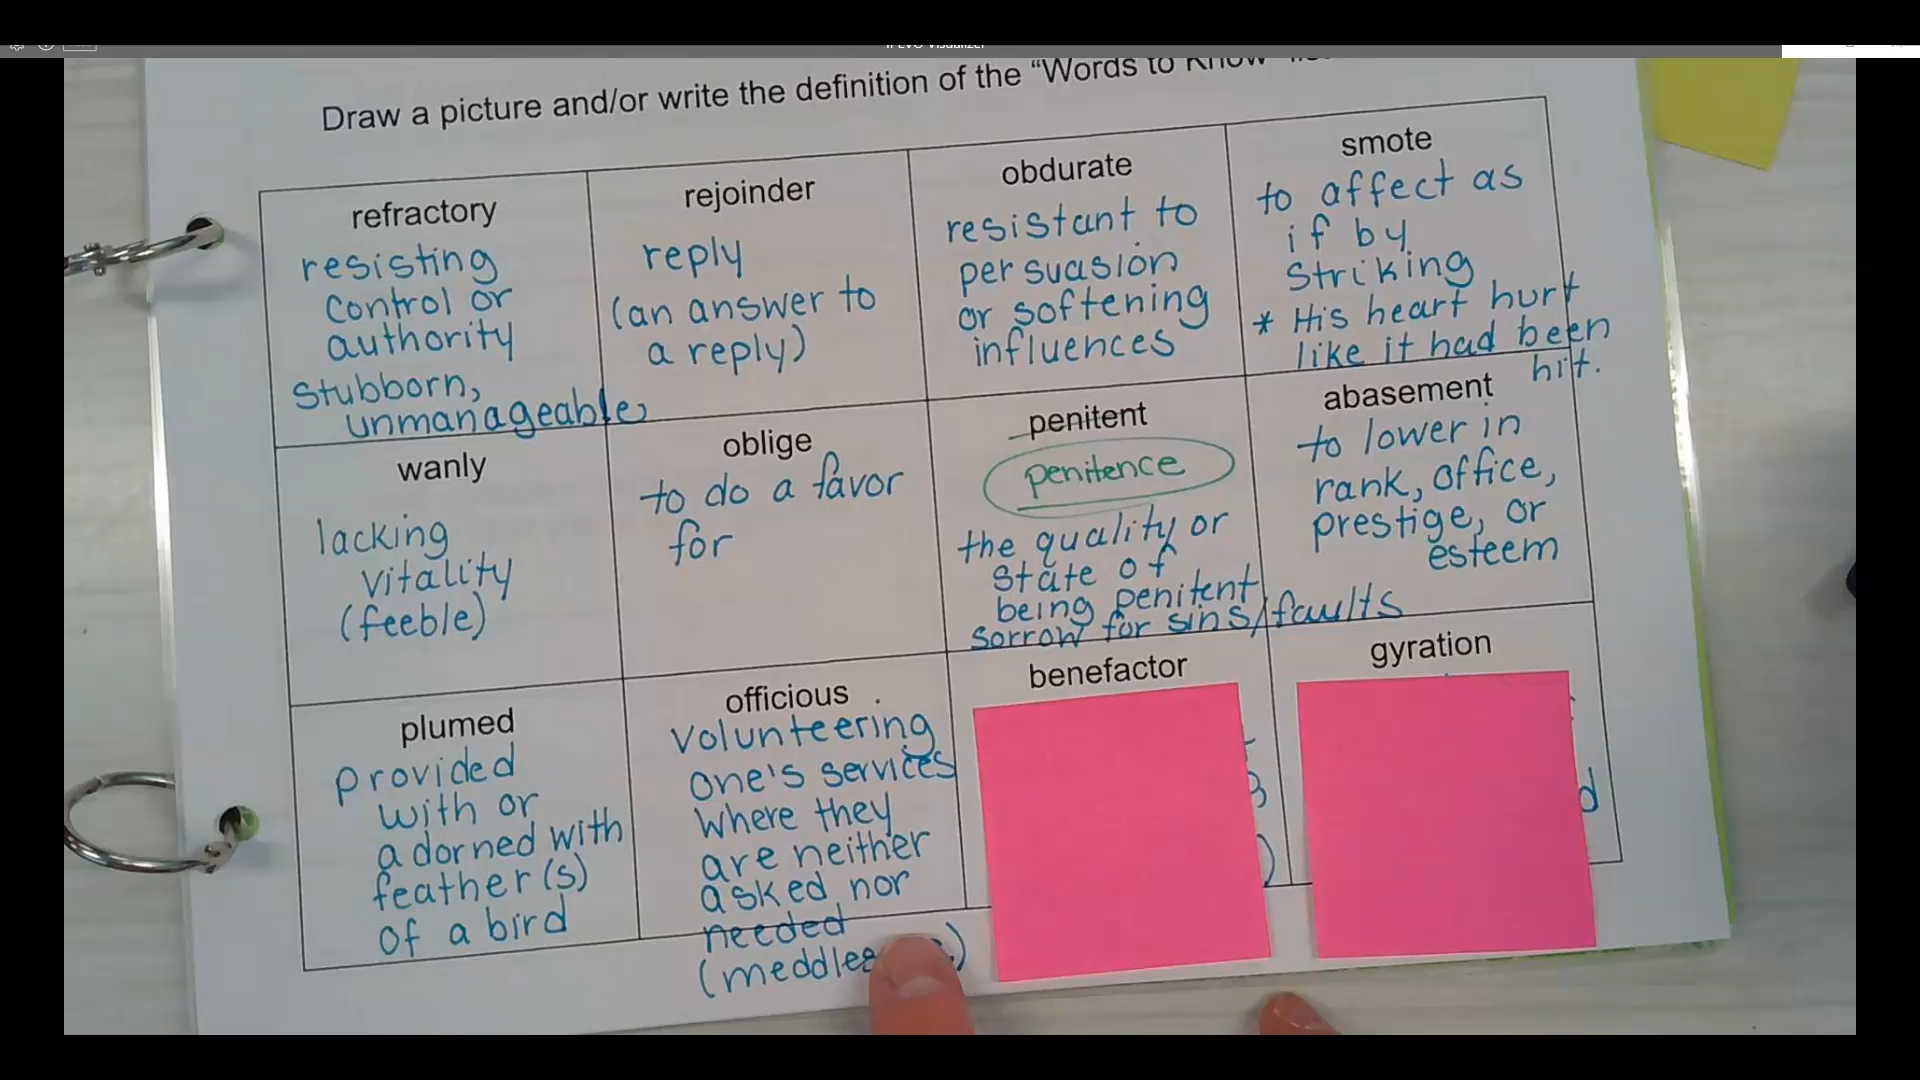 Draw a picture and/or write the definition of the "Words to Know"
refractory
resisting
control or
authority
stubborn,
unmanageable
rejoinder
reply
(an answer to
a reply)
obdurate
resistant to
persuasion
or softening
influences
smote
to affect as
if by
striking
* His heart hurt
like it had been
hit.
wanly
lacking
vitality
(feeble)
oblige
to do a favor
for
penitent
penitence
the quality or
state of
being penitent
sorrow for sins/faults
abasement
to lower in
rank, office,
prestige, or
esteem
plumed
provided
with or
adorned with
feather(s)
of a bird
officious
volunteering
one's services
where they
are neither
asked nor
needed
benefactor
gyration